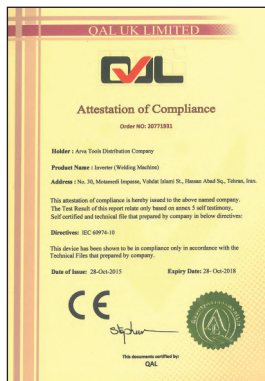 QAL UK LIMITED
QAL
Attestation of Compliance
Order NO: 20771931
Holder : Arva Tools Distribution Company
Product Name : Inverter (Welding Machine)
Address : No. 30, Motamedi Impasse, Vahdat Islami St., Hassan Abad Sq., Tehran, Iran.
This attestation of compliance is hereby issued to the above named company.
The Test Result of this report relate only based on annex 5 self testimony,
Self certified and technical file that prepared by company in below directives:
Directives: IEC 60974-10
This device has been shown to be in compliance only in accordance with the
Technical Files that prepared by company.
Date of Issue: 28-Oct-2015 Expiry Date: 28- Oct-2018
CE
Stephen
This documents certified by:
QAL